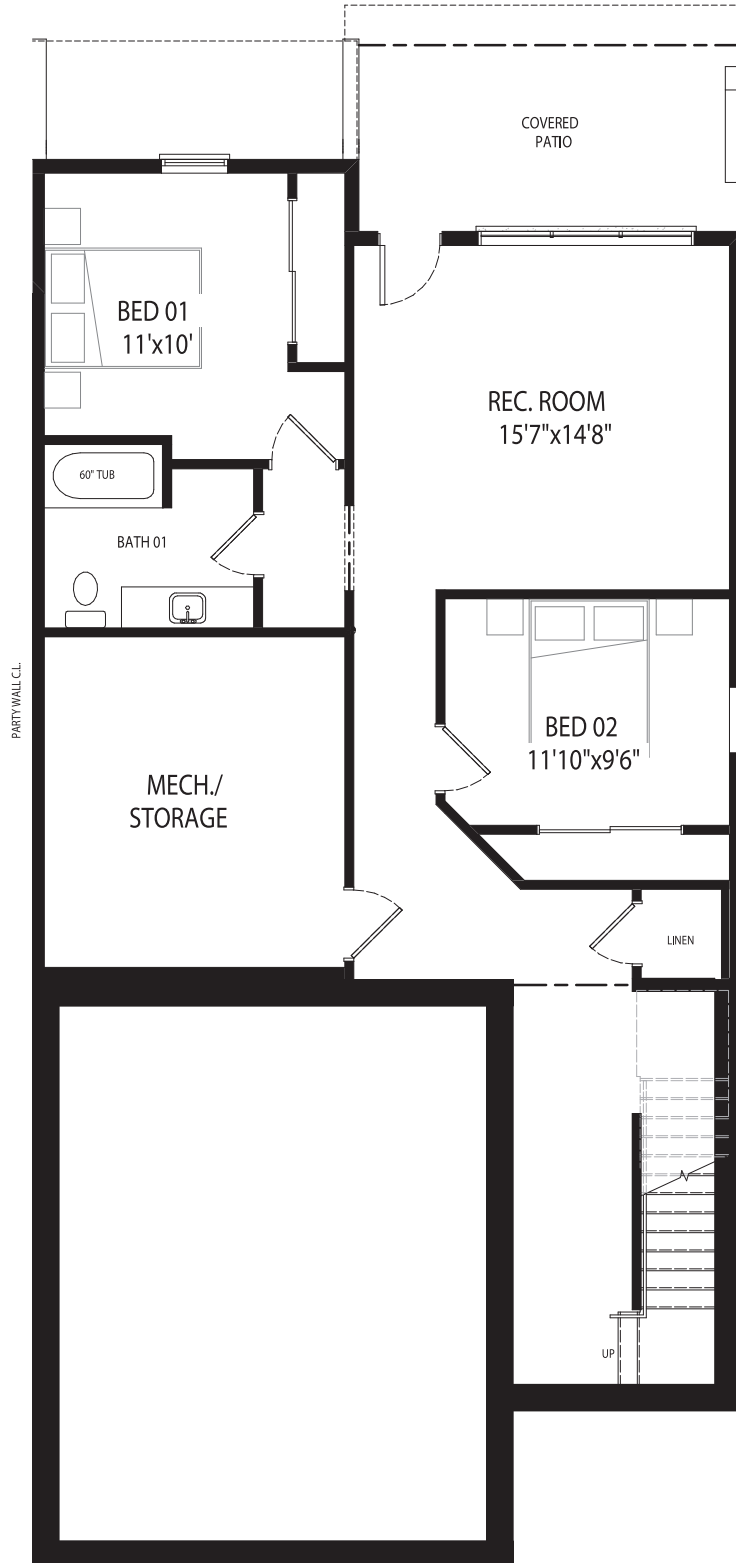 COVERED
PATIO
BED 01
11'x10'
REC. ROOM
15'7"x14'8"
60" TUB
BATH 01
PARTY WALL C.L.
BED 02
11'10"x9'6"
MECH./
STORAGE
LINEN
UP